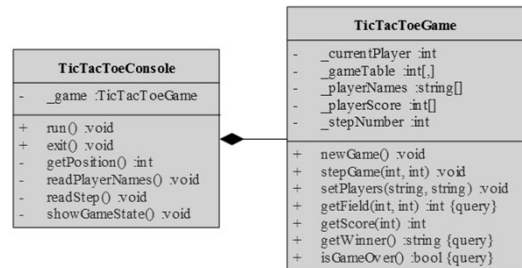 TicTacToeConsole
- _game :TicTacToeGame
+ run() :void
+ exit() :void
- getPosition() :int
- readPlayerNames() :void
- readStep() :void
- showGameState() :void
TicTacToeGame
- _currentPlayer :int
- _gameTable :int[,]
- _playerNames :string[]
- _playerScore :int[]
- _stepNumber :int
+ newGame() :void
+ stepGame(int, int) :void
+ setPlayers(string, string) :void
+ getField(int, int) :int {query}
+ getScore(int) :int
+ getWinner() :string {query}
+ isGameOver() :bool {query}